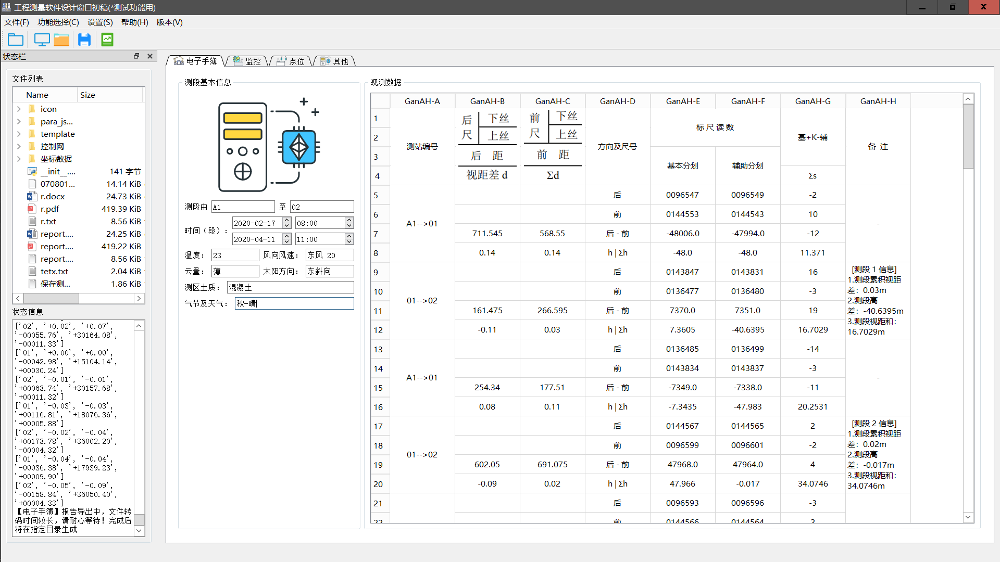 工程测量软件设计窗口初稿(*测试功能用)
文件(F) 功能选择(C) 设置(S) 帮助(H) 版本(V)
状态栏
文件列表
Name Size
icon
para_js...
template
控制网
坐标数据
__init__.... 141 字节
070801... 14.14 KiB
r.docx 24.73 KiB
r.pdf 419.39 KiB
r.txt 8.56 KiB
report.... 24.25 KiB
report.... 419.22 KiB
report.... 8.56 KiB
tetx.txt 2.04 KiB
保存测... 1.86 KiB
状态信息
['02', '+0.02', '+0.07',
'-00055.76', '+30164.08',
'-00011.33']
['01', '+0.00', '+0.00',
'-00042.98', '+15104.14',
'+00030.24']
['02', '-0.01', '-0.01',
'+00063.74', '+30157.68',
'+00011.32']
['01', '-0.03', '-0.03',
'+00116.81', '+18076.36',
'+00005.88']
['02', '-0.02', '-0.04',
'+00173.78', '+36002.20',
'-00004.32']
['01', '-0.04', '-0.04',
'-00036.38', '+17939.23',
'+00009.90']
['02', '-0.05', '-0.09',
'-00158.84', '+36050.40',
'+00004.33']
【电子手簿】报告导出中，文件转
码时间较长，请耐心等待！完成后
将在指定目录生成
电子手簿 监控 点位 其他
测段基本信息
测段由 A1 至 02
时间（段）： 2020-02-17 08:00
2020-04-11 11:00
温度： 23 风向风速： 东风 20
云量： 薄 太阳方向： 东斜向
测区土质： 混凝土
气节及天气： 秋-晴
观测数据
GanAH-A GanAH-B GanAH-C GanAH-D GanAH-E GanAH-F GanAH-G GanAH-H
1
2
3
4
测站编号
后尺 下丝
上丝
后 距
视距差 d
前尺 下丝
上丝
前 距
Σd
方向及尺号
标 尺 读 数
基本分划 辅助分划
基+K-辅
Σs
备 注
5 后 0096547 0096549 -2
6 前 0144553 0144543 10
A1-->01 -
7 711.545 568.55 后 - 前 -48006.0 -47994.0 -12
8 0.14 0.14 h | Σh -48.0 -48.0 11.371
9 后 0143847 0143831 16
10 前 0136477 0136480 -3
01-->02
11 161.475 266.595 后 - 前 7370.0 7351.0 19
12 -0.11 0.03 h | Σh 7.3605 -40.6395 16.7029
[测段 1 信息]
1.测段累积视距
差：0.03m
2.测段高
差：-40.6395m
3.测段视距和：
16.7029m
13 后 0136485 0136499 -14
14 前 0143834 0143837 -3
A1-->01 -
15 254.34 177.51 后 - 前 -7349.0 -7338.0 -11
16 0.08 0.11 h | Σh -7.3435 -47.983 20.2531
17 后 0144567 0144565 2
18 前 0096599 0096601 -2
01-->02
19 602.05 691.075 后 - 前 47968.0 47964.0 4
20 -0.09 0.02 h | Σh 47.966 -0.017 34.0746
[测段 2 信息]
1.测段累积视距
差：0.02m
2.测段高
差：-0.017m
3.测段视距和：
34.0746m
21 后 0096593 0096596 -3
22 前 0144566 0144564 2